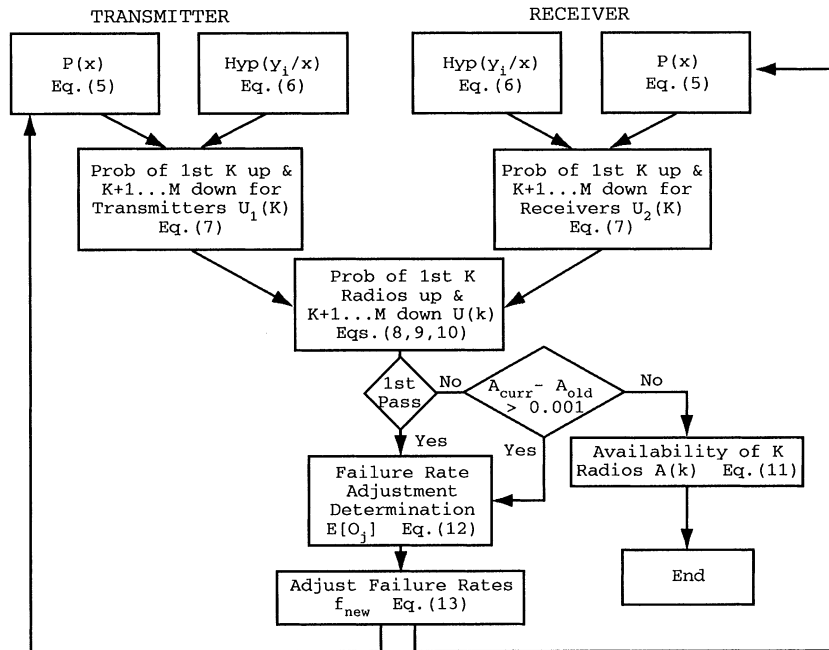 TRANSMITTER
RECEIVER
P(x)
Eq.(5)
Hyp(y_i/x)
Eq.(6)
Hyp(y_i/x)
Eq.(6)
P(x)
Eq.(5)
Prob of 1st K up &
K+1...M down for
Transmitters U_1(K)
Eq.(7)
Prob of 1st K up &
K+1...M down for
Receivers U_2(K)
Eq.(7)
Prob of 1st K
Radios up &
K+1...M down U(k)
Eqs.(8,9,10)
1st
Pass
No
A_curr- A_old
> 0.001
No
Yes
Yes
Availability of K
Radios A(k) Eq.(11)
Failure Rate
Adjustment
Determination
E[O_j] Eq.(12)
End
Adjust Failure Rates
f_new Eq.(13)